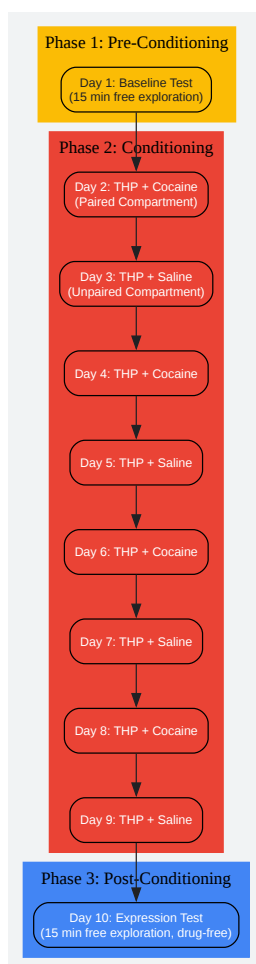 Phase 1: Pre-Conditioning
Day 1: Baseline Test
(15 min free exploration)
Phase 2: Conditioning
Day 2: THP + Cocaine
(Paired Compartment)
Day 3: THP + Saline
(Unpaired Compartment)
Day 4: THP + Cocaine
Day 5: THP + Saline
Day 6: THP + Cocaine
Day 7: THP + Saline
Day 8: THP + Cocaine
Day 9: THP + Saline
Phase 3: Post-Conditioning
Day 10: Expression Test
(15 min free exploration, drug-free)